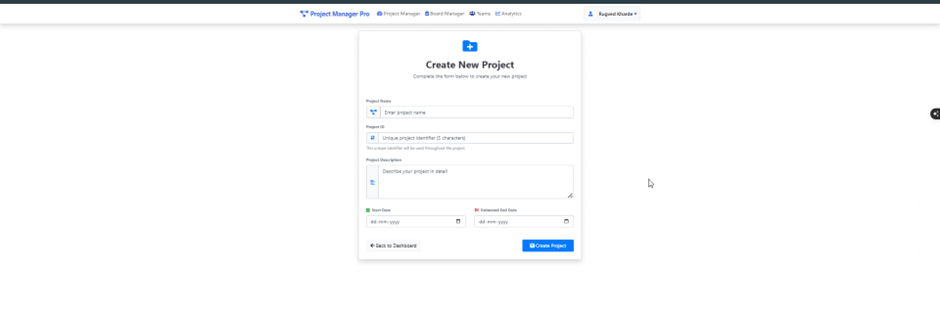 Project Manager Pro Project Manager Board Manager Teams Analytics Rugved Kharde
Create New Project
Complete the form below to create your new project
Project Name
Enter project name
Project ID
# Unique project identifier (5 characters)
This unique identifier will be used throughout the project.
Project Description
Describe your project in detail
Start Date Estimated End Date
dd-mm-yyyy dd-mm-yyyy
Back to Dashboard Create Project